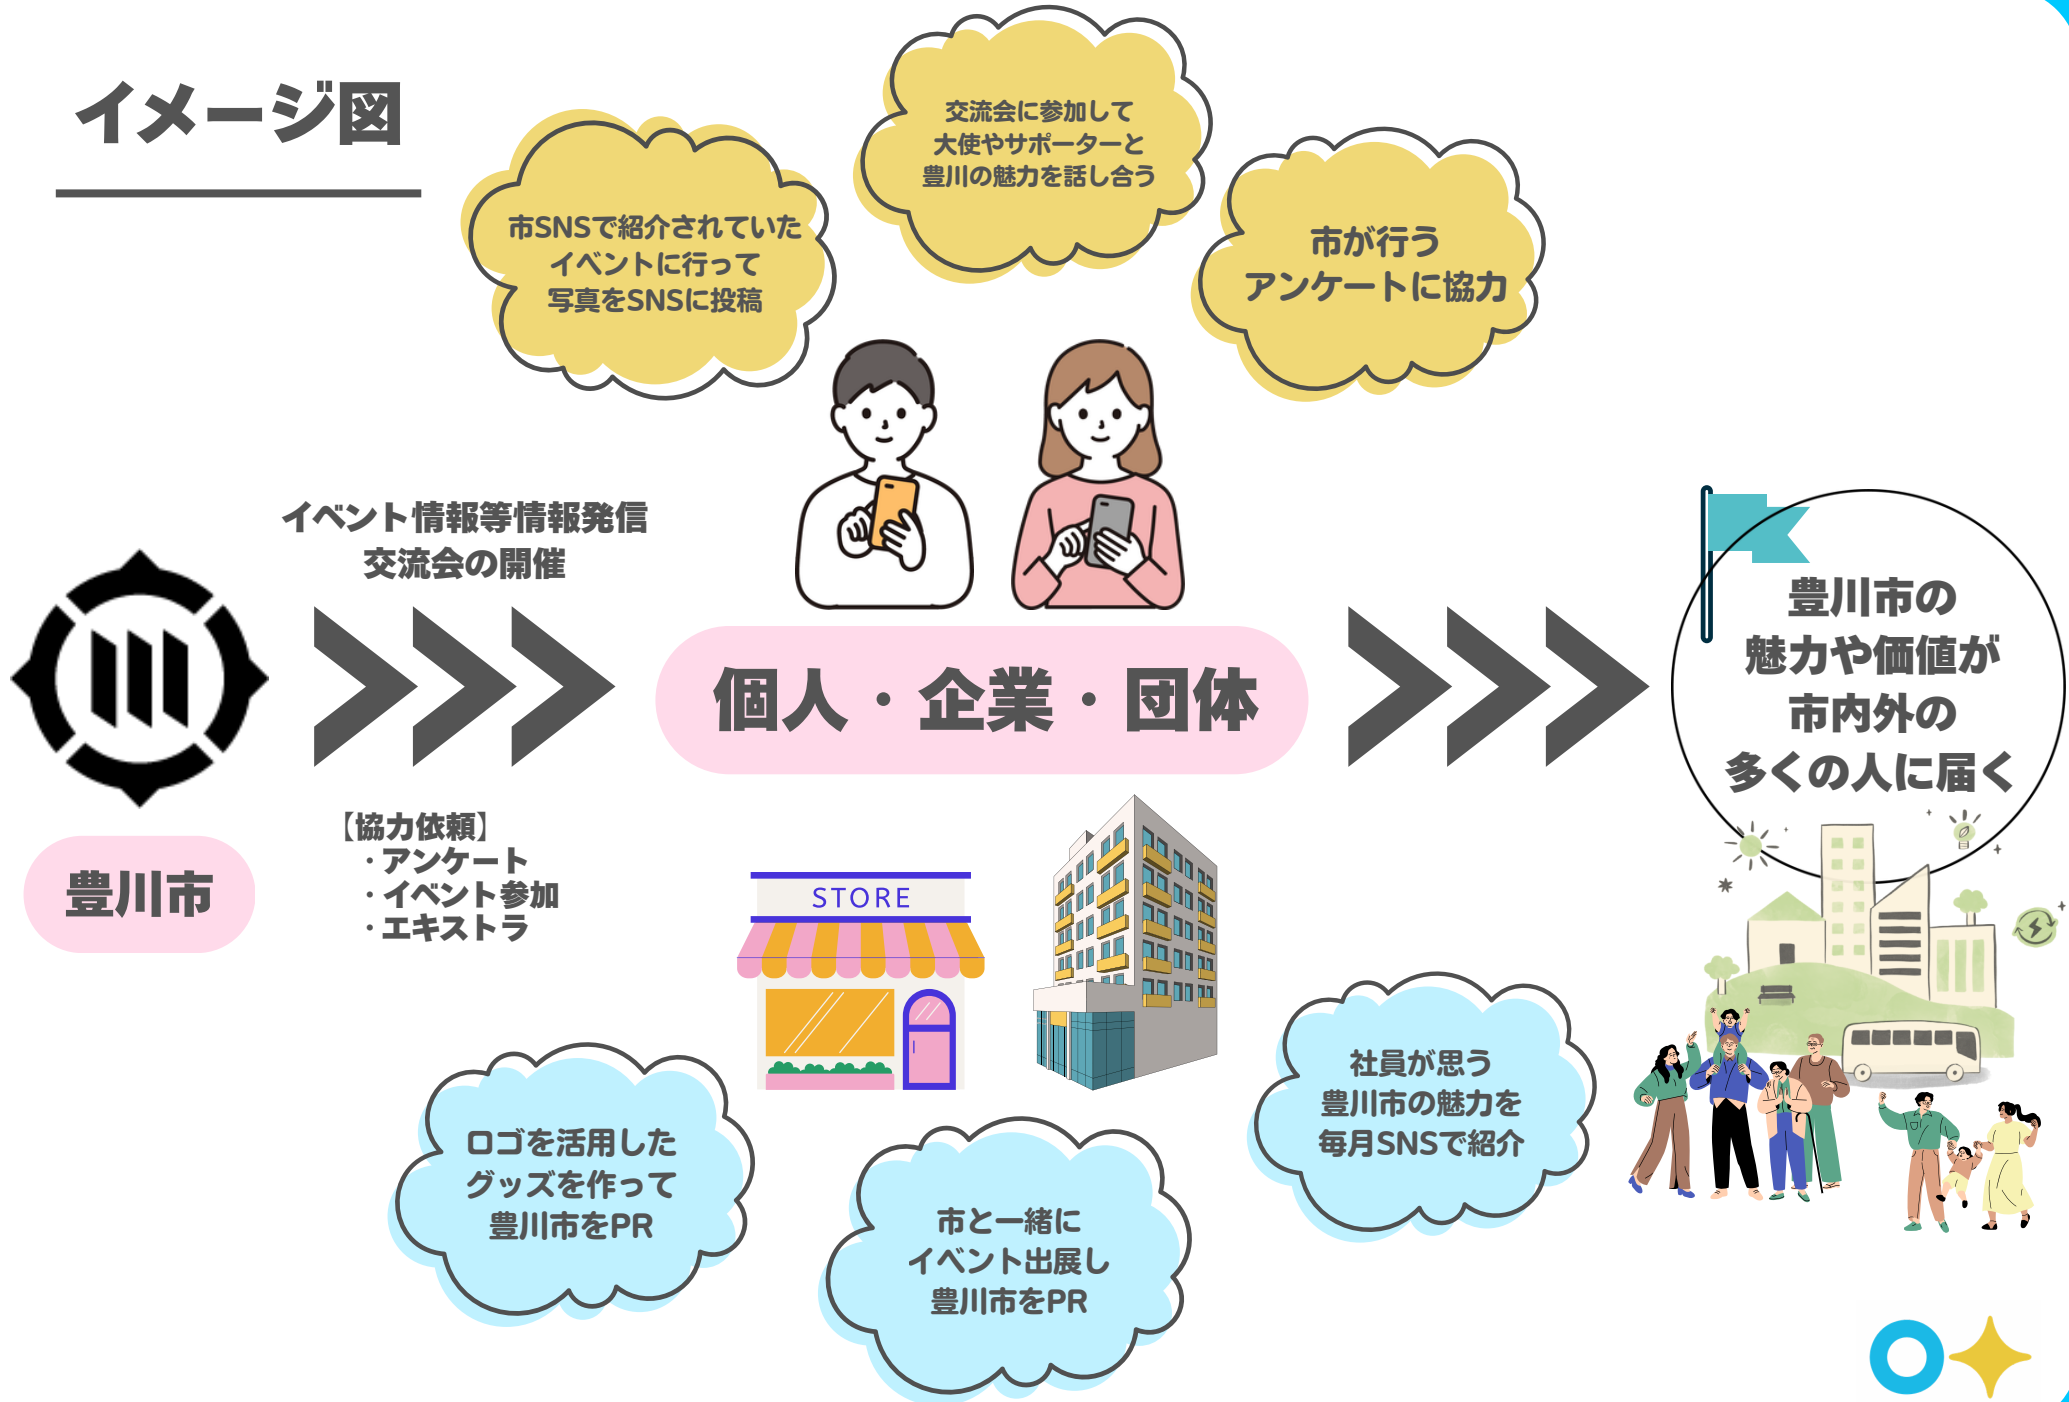 イメージ図
市SNSで紹介されていた
イベントに行って
写真をSNSに投稿
交流会に参加して
大使やサポーターと
豊川の魅力を話し合う
市が行う
アンケートに協力
イベント情報等情報発信
交流会の開催
豊川市
【協力依頼】
・アンケート
・イベント参加
・エキストラ
個人・企業・団体
豊川市の
魅力や価値が
市内外の
多くの人に届く
STORE
ロゴを活用した
グッズを作って
豊川市をPR
市と一緒に
イベント出展し
豊川市をPR
社員が思う
豊川市の魅力を
毎月SNSで紹介